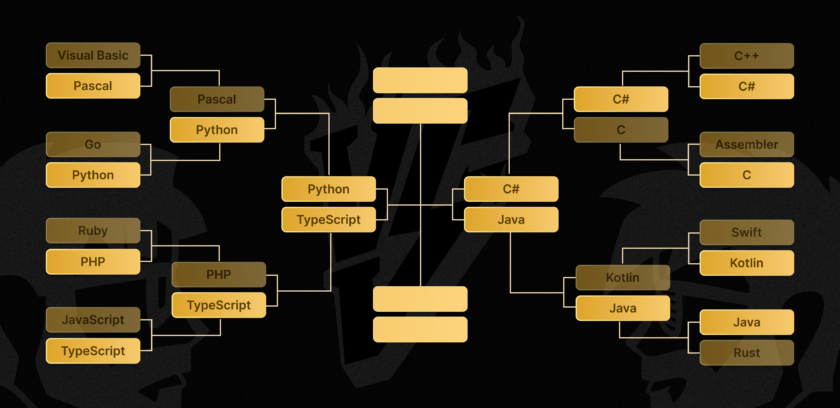 Visual Basic
Pascal
Go
Python
Ruby
PHP
JavaScript
TypeScript
Pascal
Python
PHP
TypeScript
Python
TypeScript
C#
Java
C#
C
Kotlin
Java
C++
C#
Assembler
C
Swift
Kotlin
Java
Rust